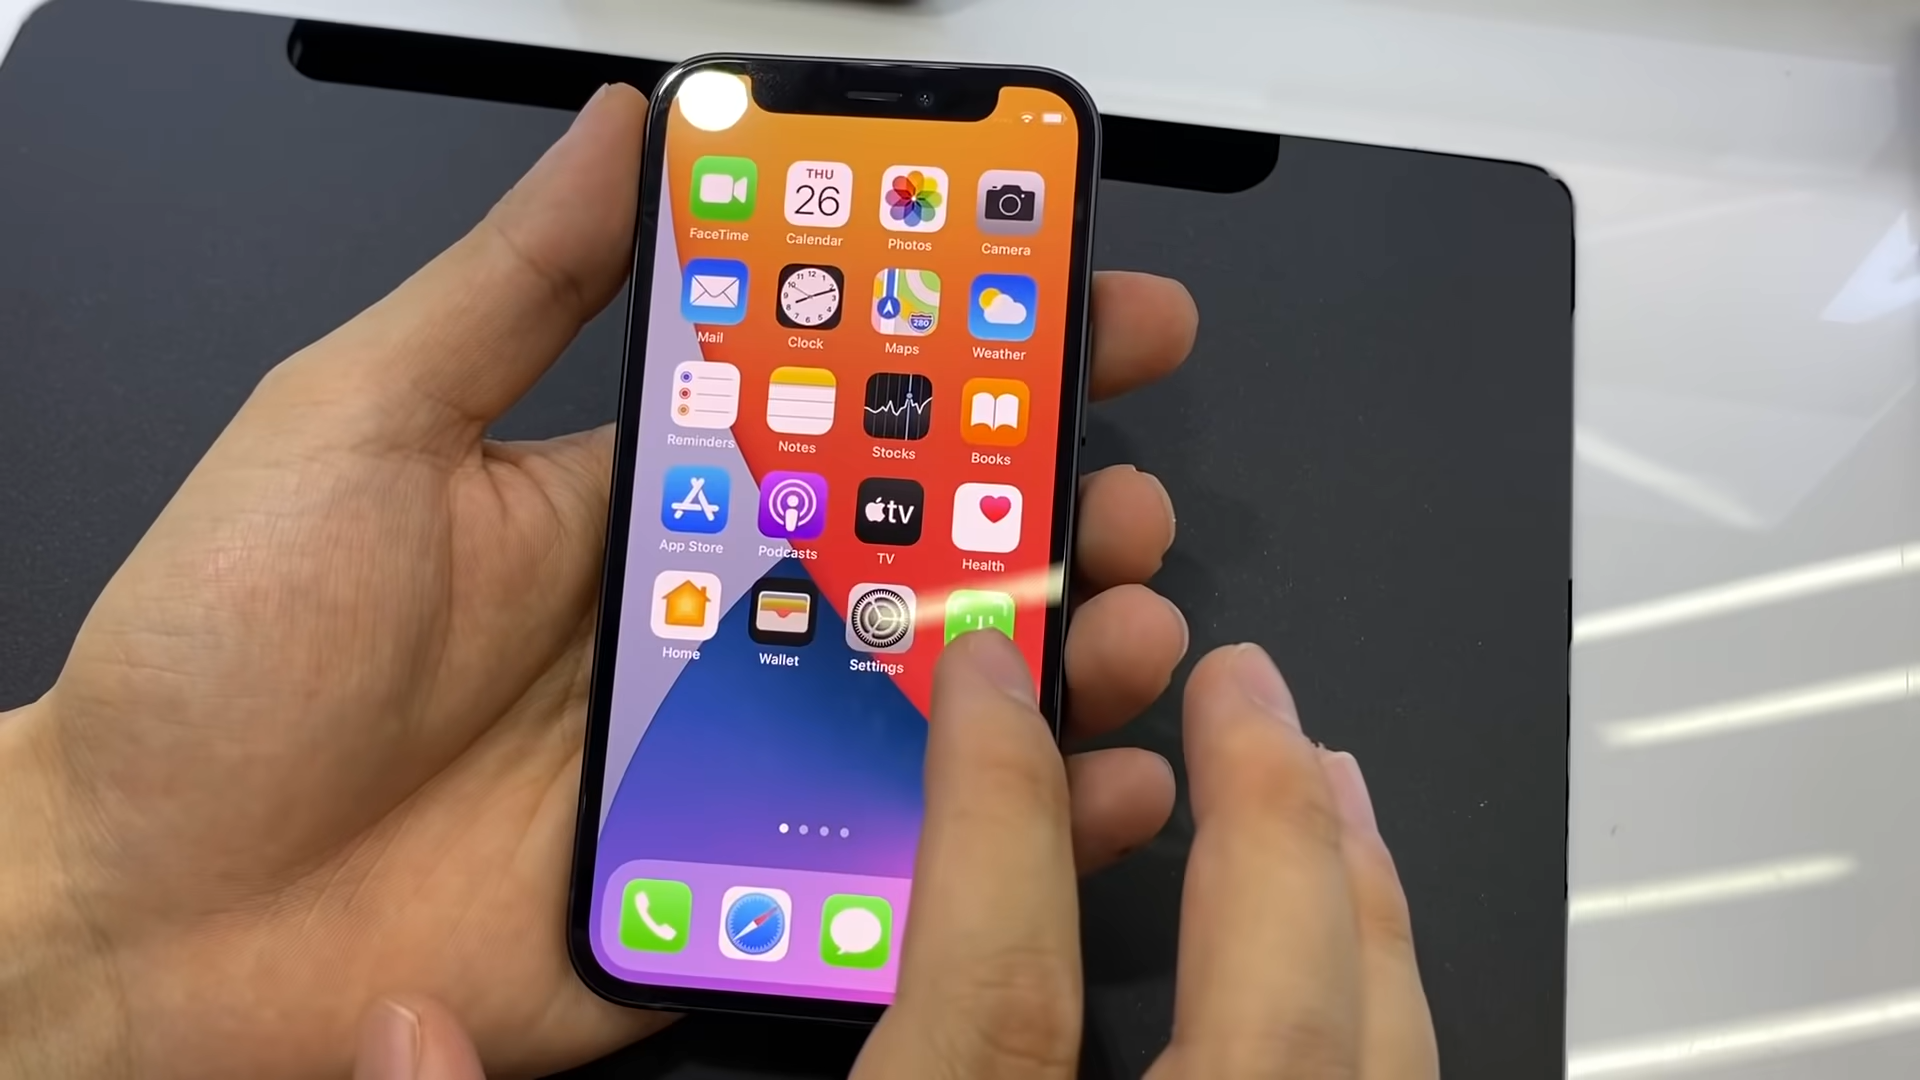 FaceTime
THU
26
Calendar
Photos
Camera
Mail
Clock
280
Maps
Weather
Reminders
Notes
Stocks
Books
App Store
Podcasts
tv
TV
Health
Home
Wallet
Settings